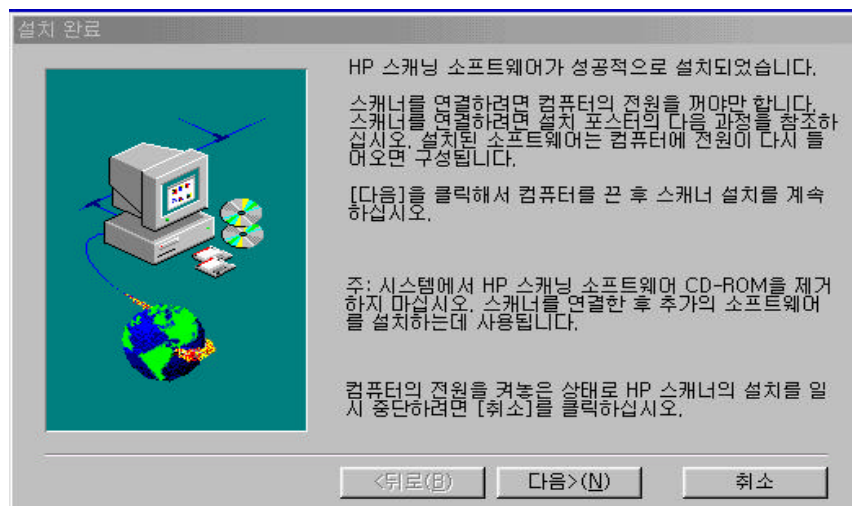 설치 완료
HP 스캐닝 소프트웨어가 성공적으로 설치되었습니다.
스캐너를 연결하려면 컴퓨터의 전원을 꺼야만 합니다.
스캐너를 연결하려면 설치 포스터의 다음 과정을 참조하
십시오. 설치된 소프트웨어는 컴퓨터에 전원이 다시 들
어오면 구성됩니다.
[다음]을 클릭해서 컴퓨터를 끈 후 스캐너 설치를 계속
하십시오.
주: 시스템에서 HP 스캐닝 소프트웨어 CD-ROM을 제거
하지 마십시오. 스캐너를 연결한 후 추가의 소프트웨어
를 설치하는데 사용됩니다.
컴퓨터의 전원을 켜놓은 상태로 HP 스캐너의 설치를 일
시 중단하려면 [취소]를 클릭하십시오.
<뒤로(B) 다음>(N) 취소